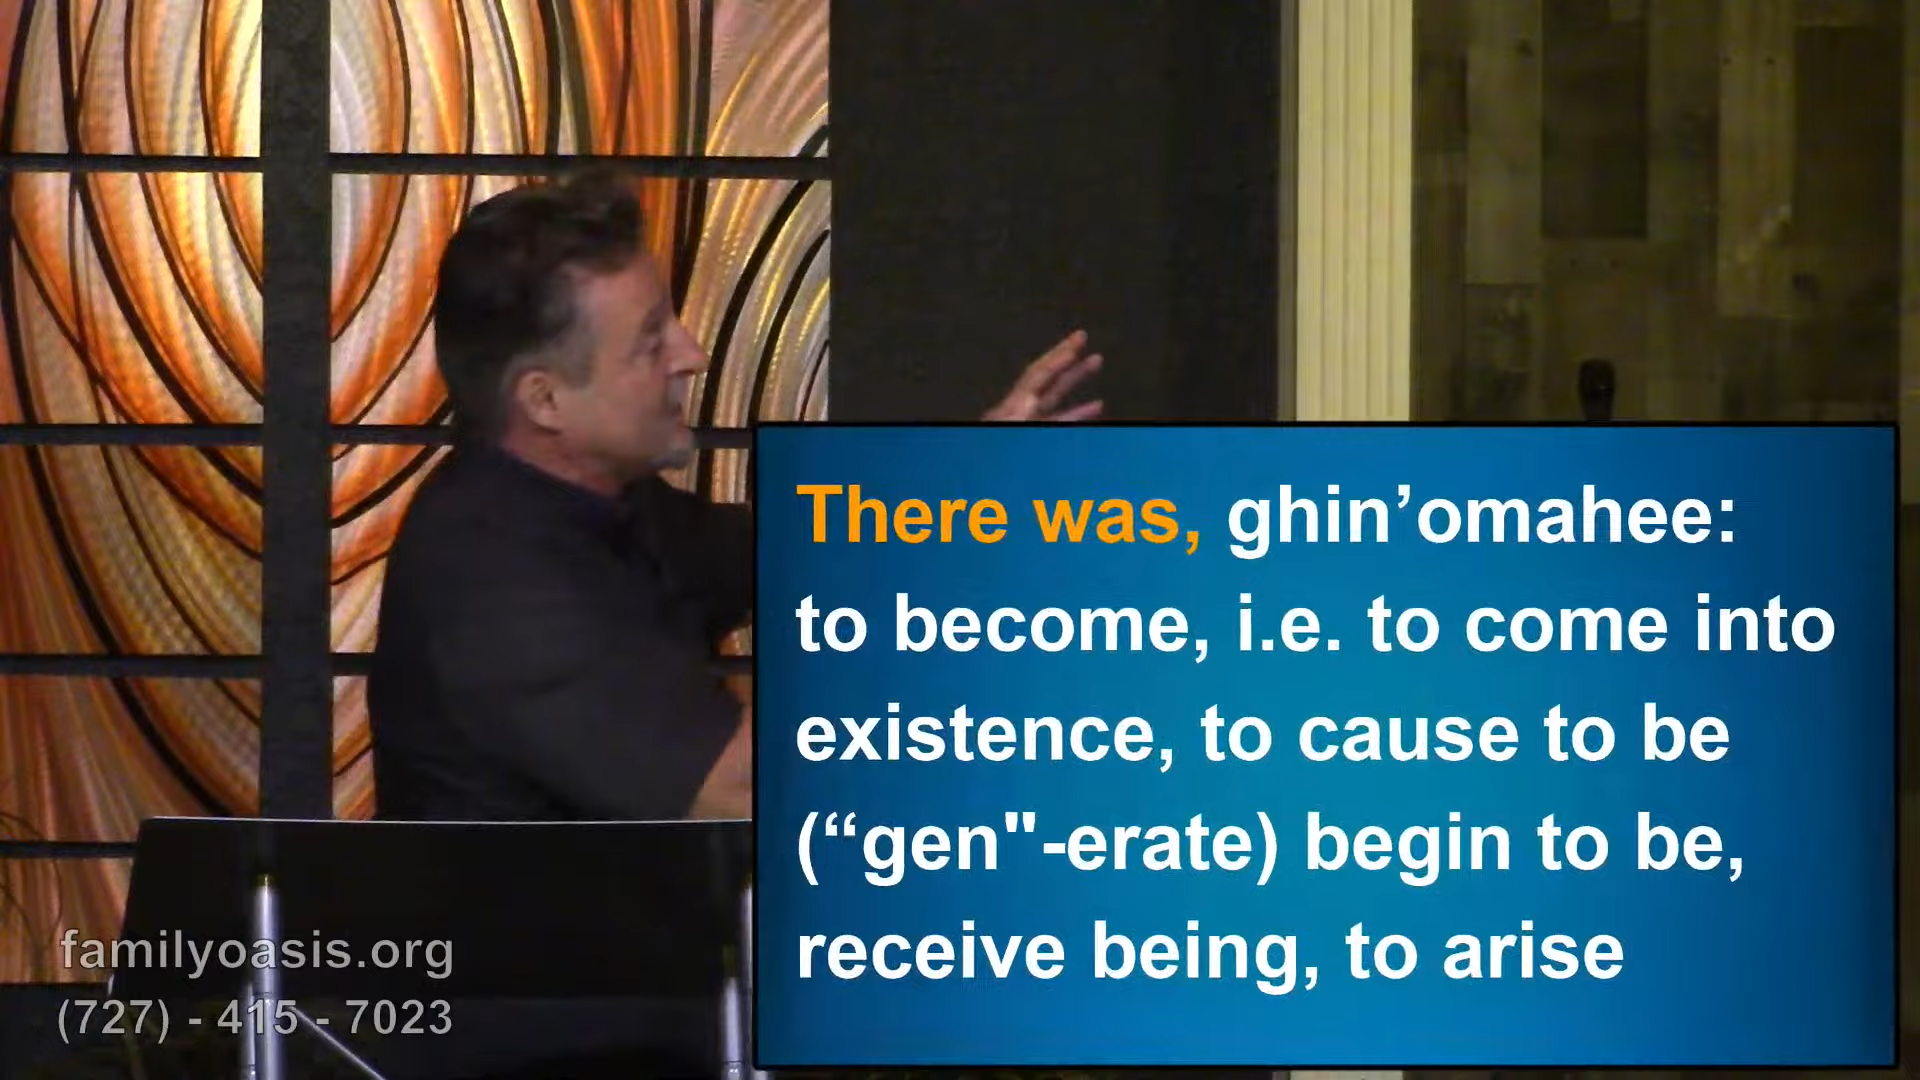 There was, ghin’omahee:
to become, i.e. to come into
existence, to cause to be
(“gen"-erate) begin to be,
receive being, to arise
familyoasis.org
(727) - 415 - 7023